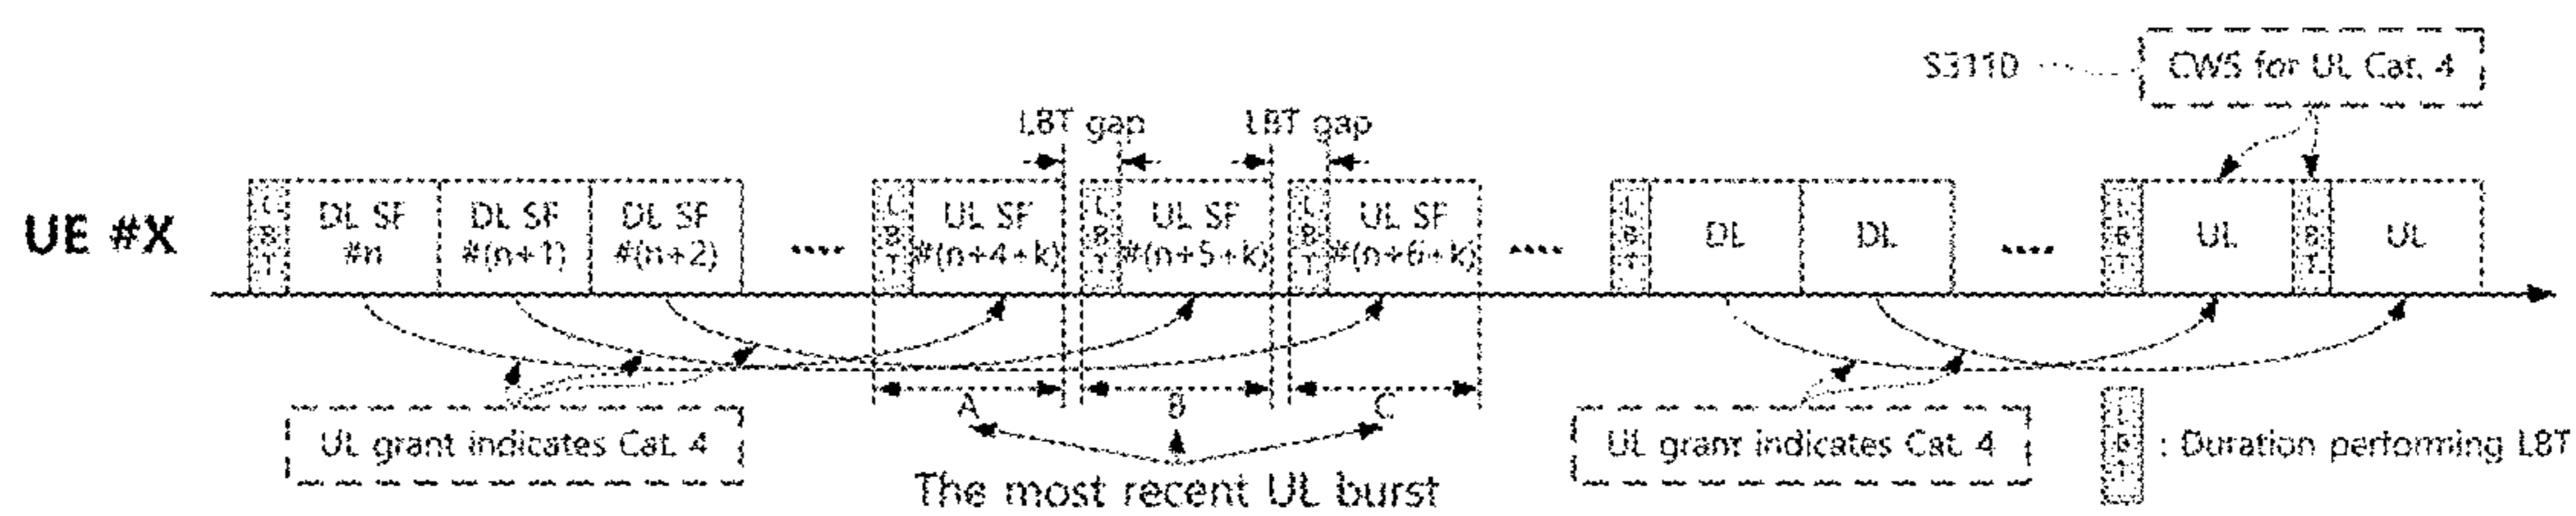 S3110
CWS for UL Cat. 4
LBT gap
LBT gap
UE #X
LBT
DL SF
#n
DL SF
#(n+1)
DL SF
#(n+2)
....
LBT
UL SF
#(n+4+k)
LBT
UL SF
#(n+5+k)
LBT
UL SF
#(n+6+k)
....
LBT
DL
DL
....
LBT
UL
LBT
UL
A
B
C
UL grant indicates Cat. 4
The most recent UL burst
UL grant indicates Cat. 4
LBT
: Duration performing LBT